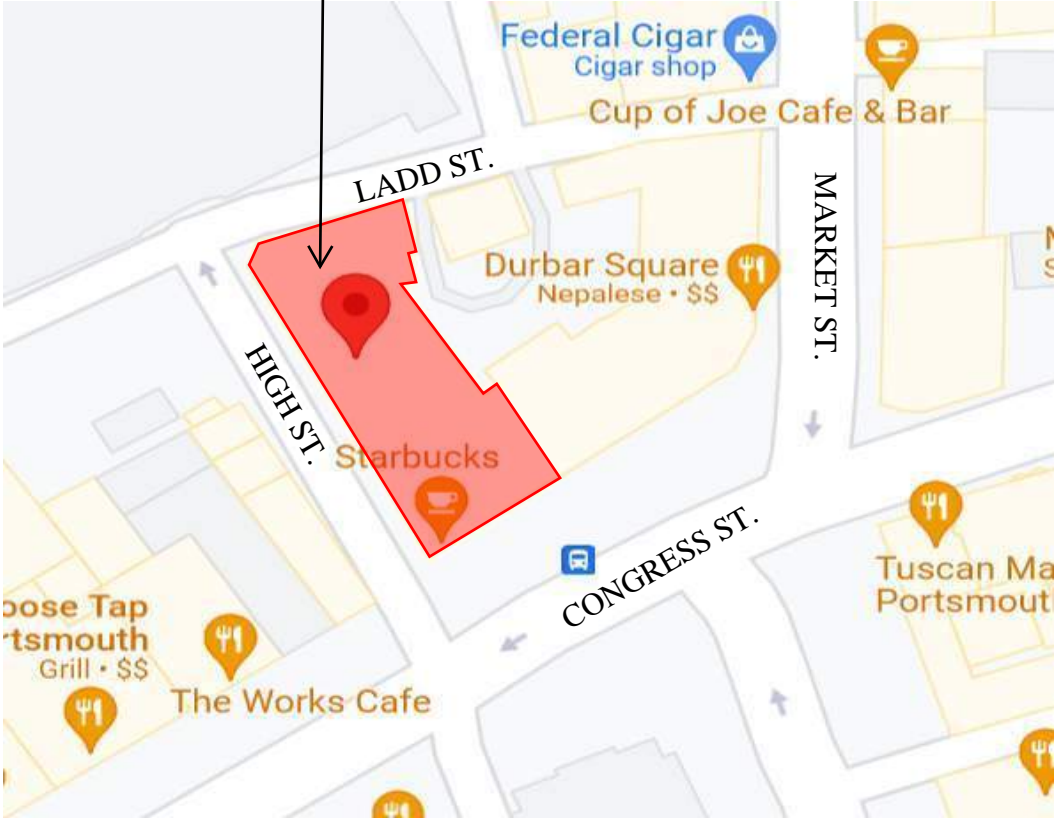 Federal Cigar
Cigar shop
Cup of Joe Cafe & Bar
LADD ST.
MARKET ST.
Durbar Square
Nepalese • $$
HIGH ST.
Starbucks
CONGRESS ST.
Tuscan Ma
Portsmout
oose Tap
rtsmouth
Grill • $$
The Works Cafe